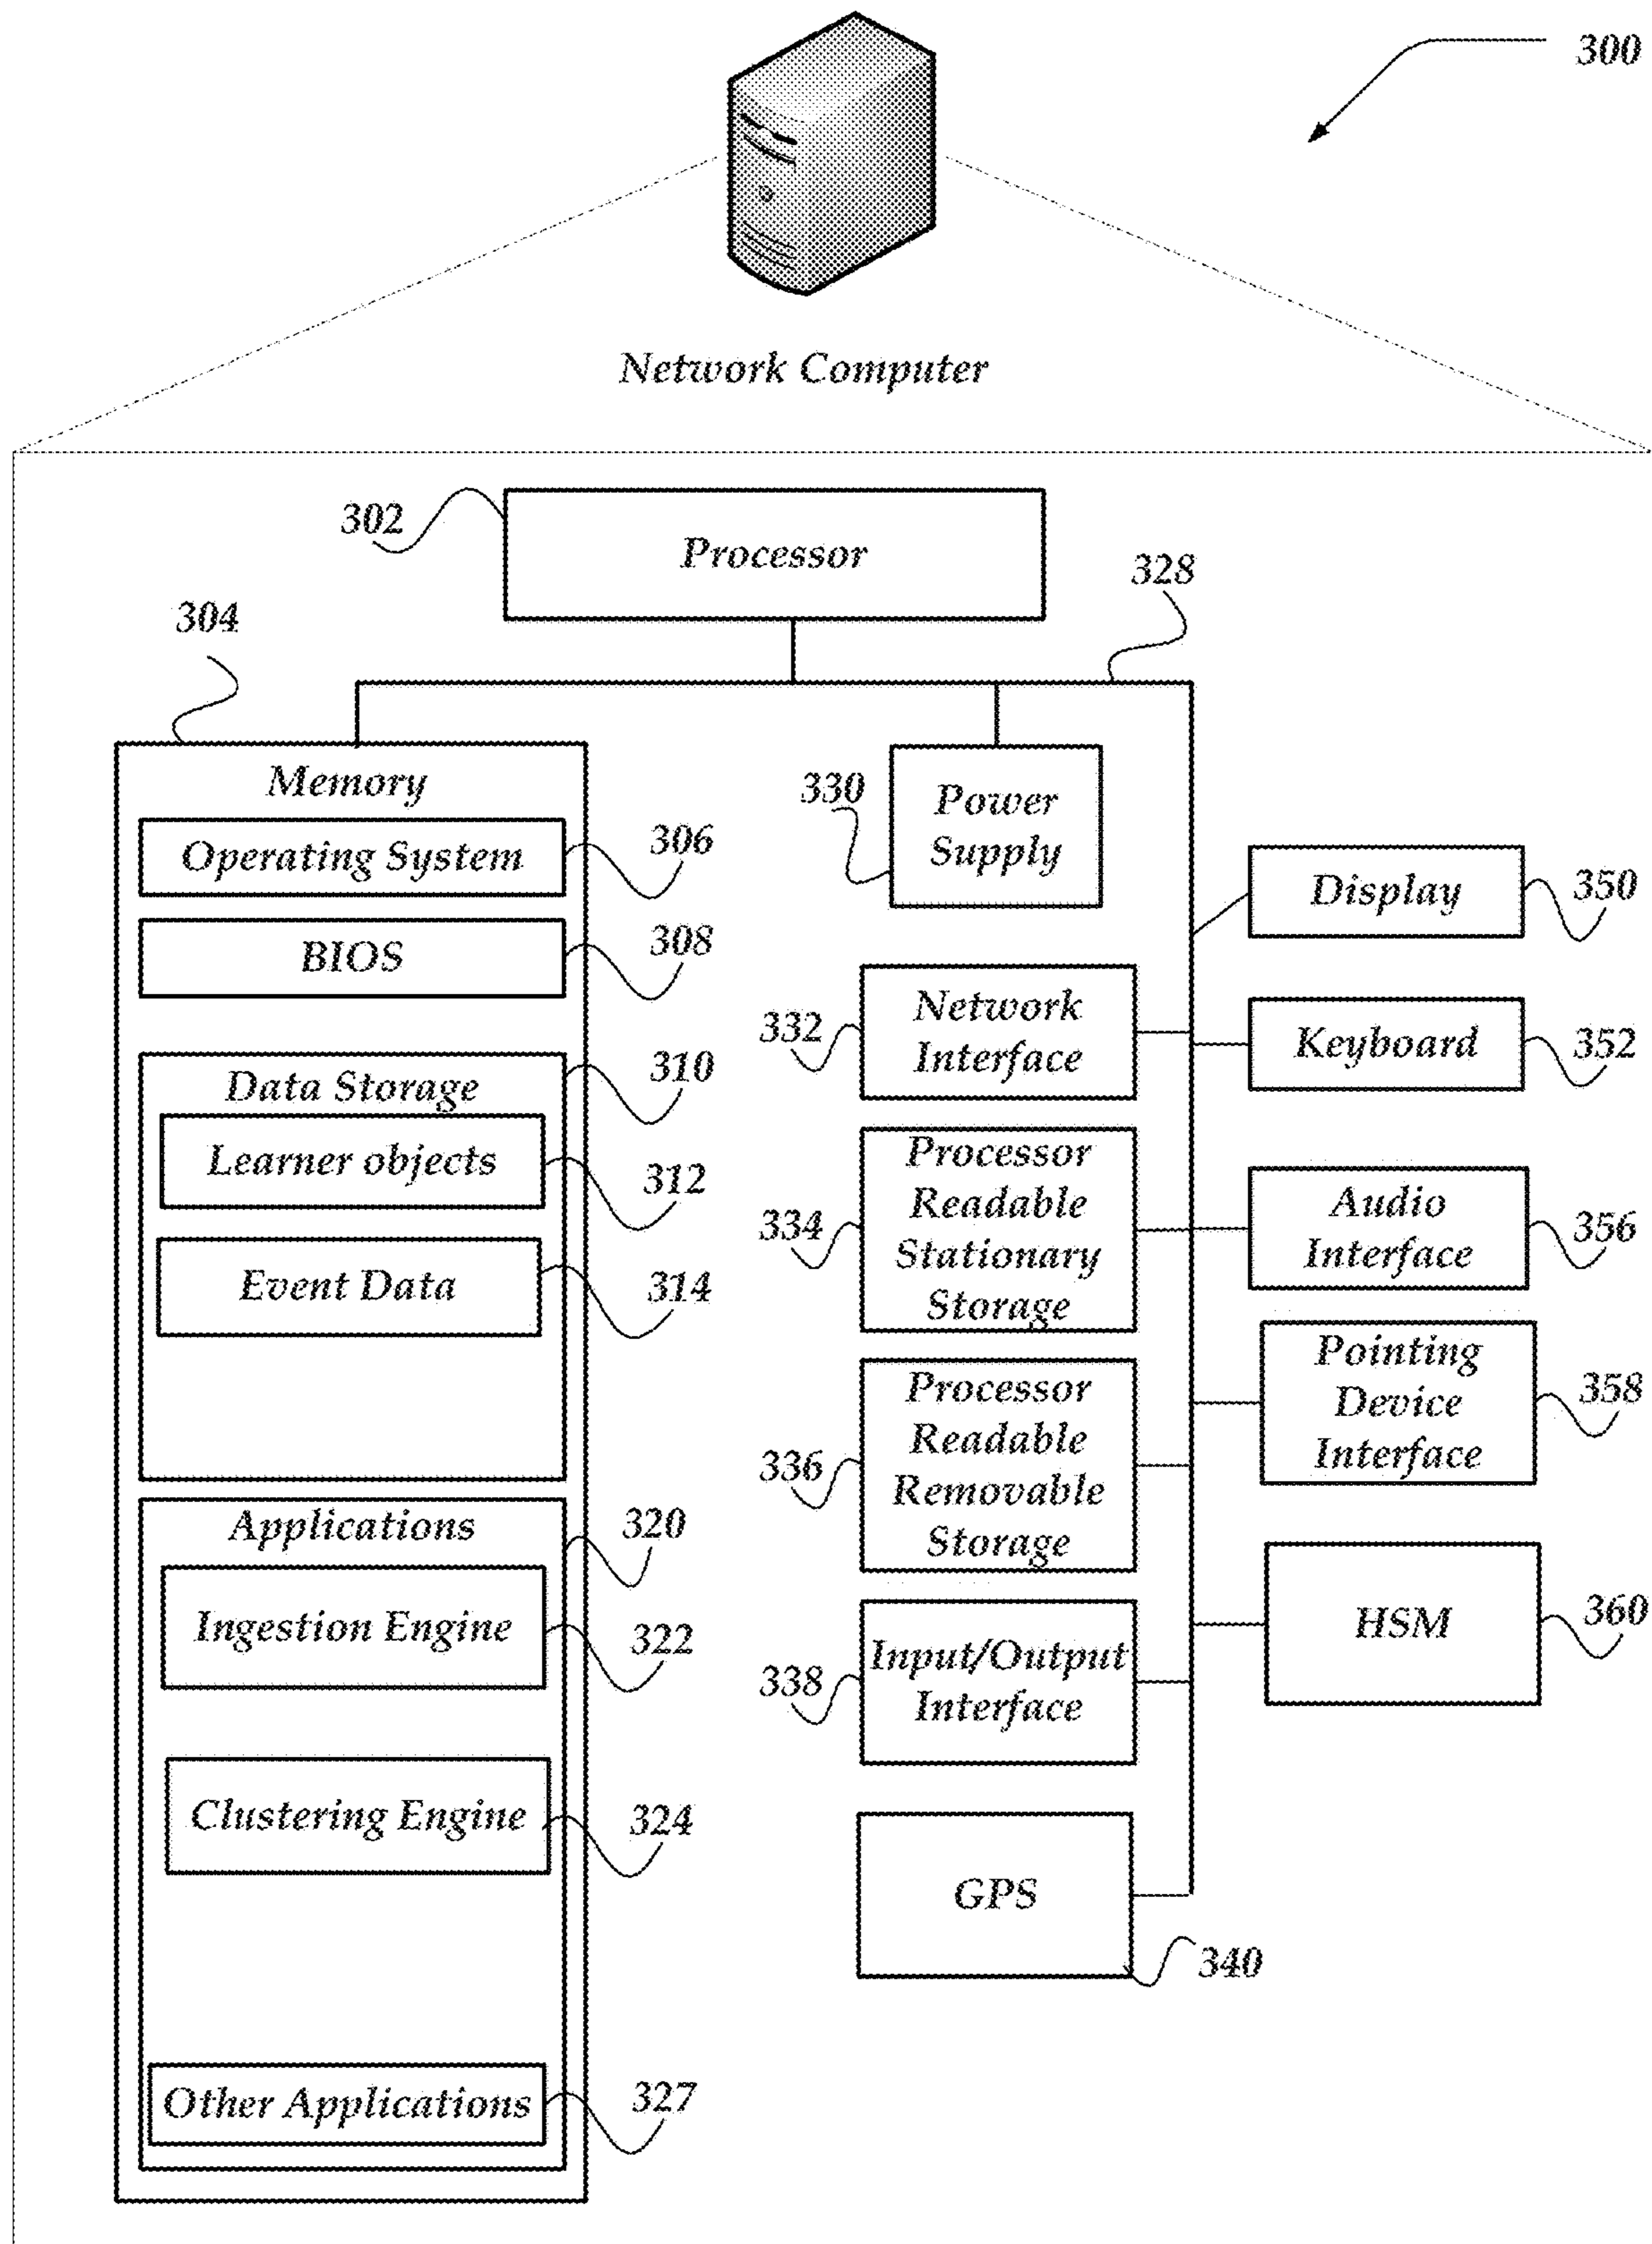 300
Network Computer
302
Processor
328
304
Memory
Operating System
306
BIOS
308
Data Storage
310
Learner objects
312
Event Data
314
Applications
320
Ingestion Engine
322
Clustering Engine
324
Other Applications
327
330
Power
Supply
332
Network
Interface
334
Processor
Readable
Stationary
Storage
336
Processor
Readable
Removable
Storage
338
Input/Output
Interface
GPS
340
Display
350
Keyboard
352
Audio
Interface
356
Pointing
Device
Interface
358
HSM
360